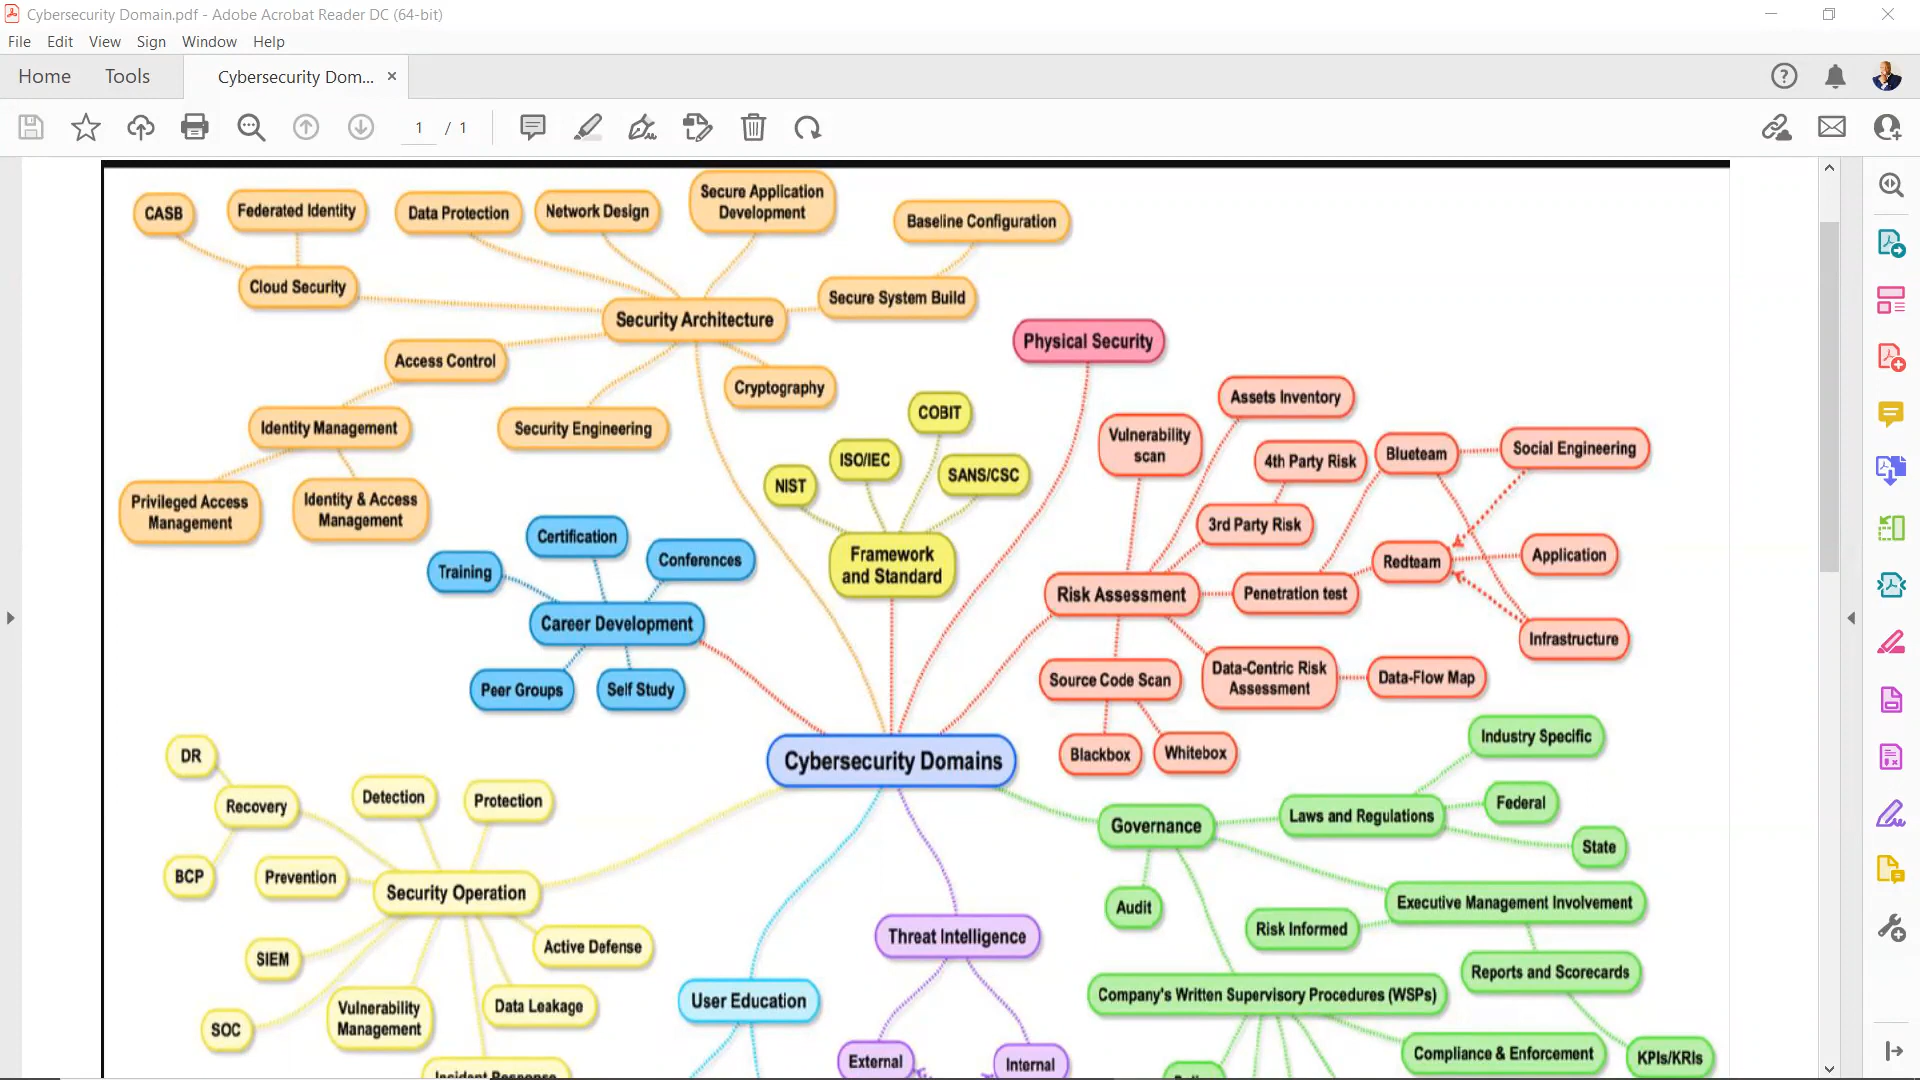 Cybersecurity Domain.pdf - Adobe Acrobat Reader DC (64-bit)
File Edit View Sign Window Help
Home Tools Cybersecurity Dom... ×
1 / 1
CASB
Federated Identity
Data Protection
Network Design
Secure Application
Development
Baseline Configuration
Cloud Security
Secure System Build
Security Architecture
Physical Security
Access Control
Cryptography
Identity Management
Security Engineering
Privileged Access
Management
Identity & Access
Management
COBIT
ISO/IEC
NIST
SANS/CSC
Framework
and Standard
Certification
Training
Conferences
Career Development
Peer Groups
Self Study
Assets Inventory
Vulnerability
scan
4th Party Risk
Blueteam
Social Engineering
3rd Party Risk
Redteam
Application
Risk Assessment
Penetration test
Infrastructure
Source Code Scan
Data-Centric Risk
Assessment
Data-Flow Map
Blackbox
Whitebox
Cybersecurity Domains
DR
Recovery
Detection
Protection
BCP
Prevention
Security Operation
SIEM
Active Defense
SOC
Vulnerability
Management
Data Leakage
Incident Response
User Education
Threat Intelligence
External
Internal
Industry Specific
Governance
Laws and Regulations
Federal
State
Audit
Executive Management Involvement
Risk Informed
Reports and Scorecards
Company's Written Supervisory Procedures (WSPs)
Compliance & Enforcement
KPIs/KRIs